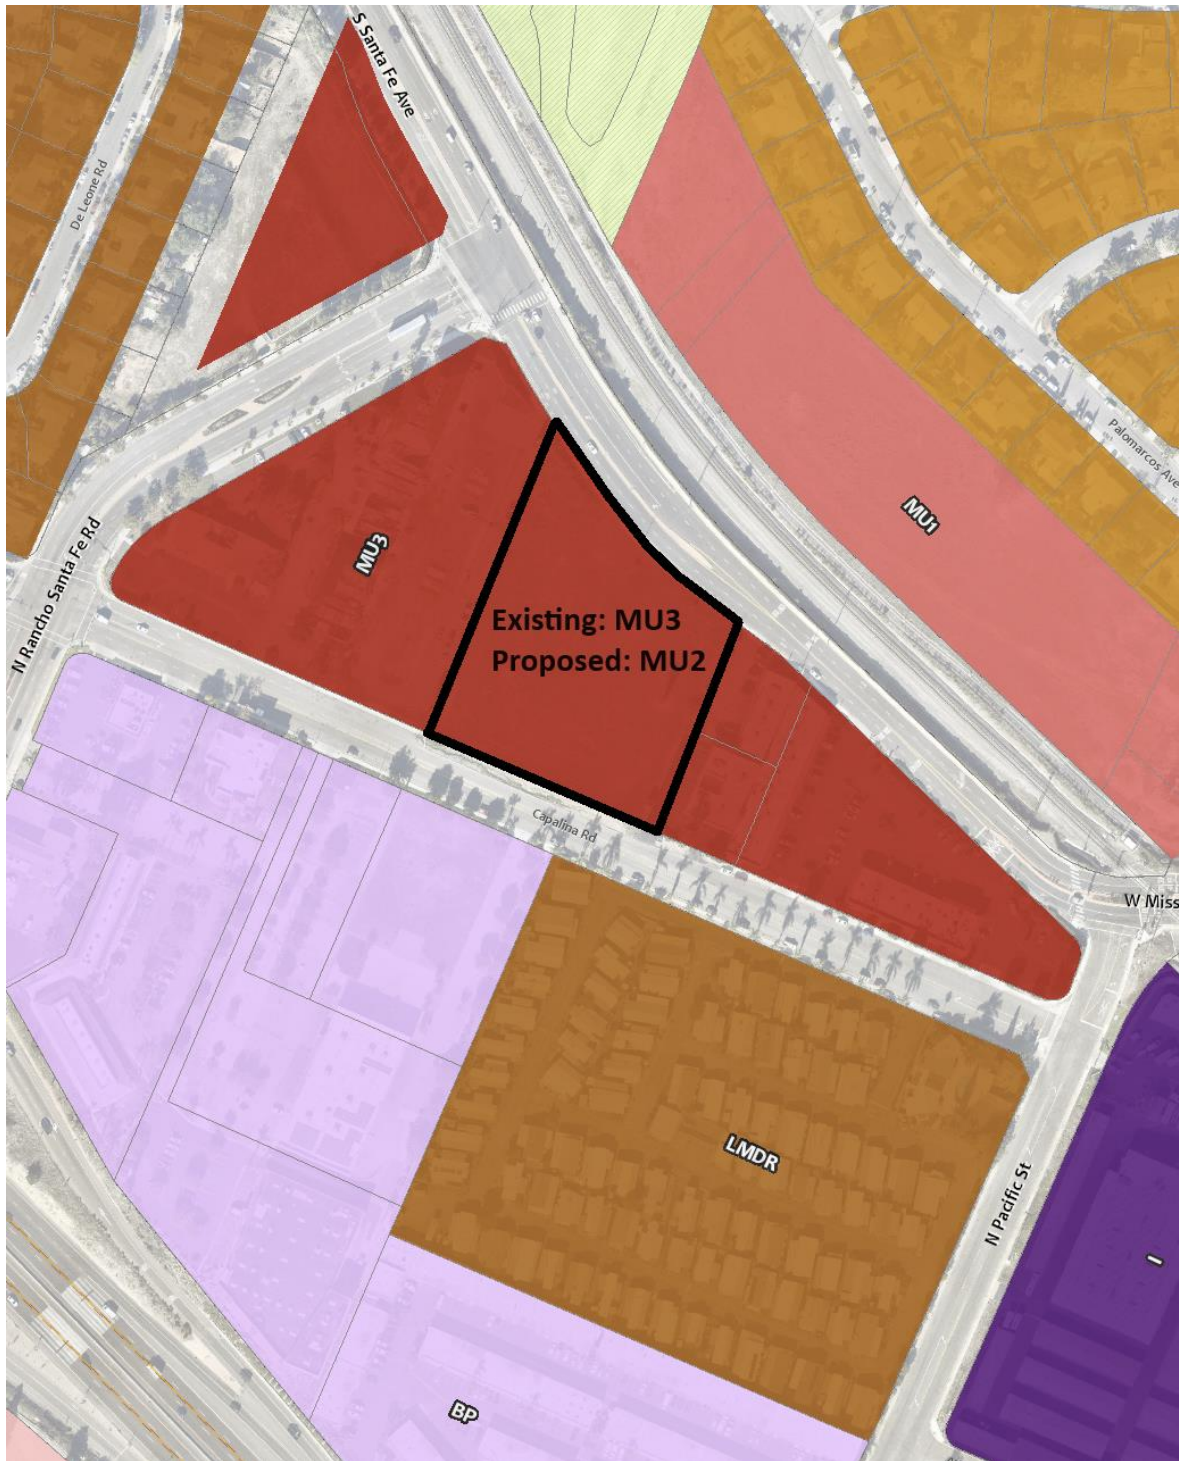 S Santa Fe Ave
De Leone Rd
Palomarcos Ave
MU1
MU3
N Rancho Santa Fe Rd
Existing: MU3
Proposed: MU2
Capalina Rd
W Miss
LMDR
N Pacific St
I
BP